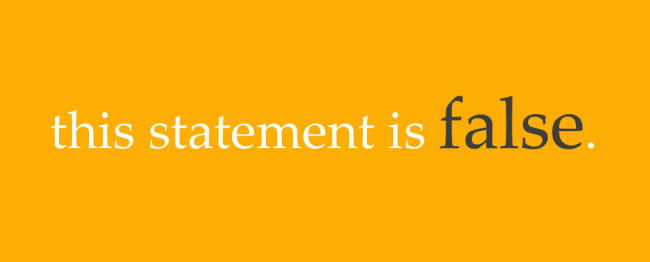 this statement is false.